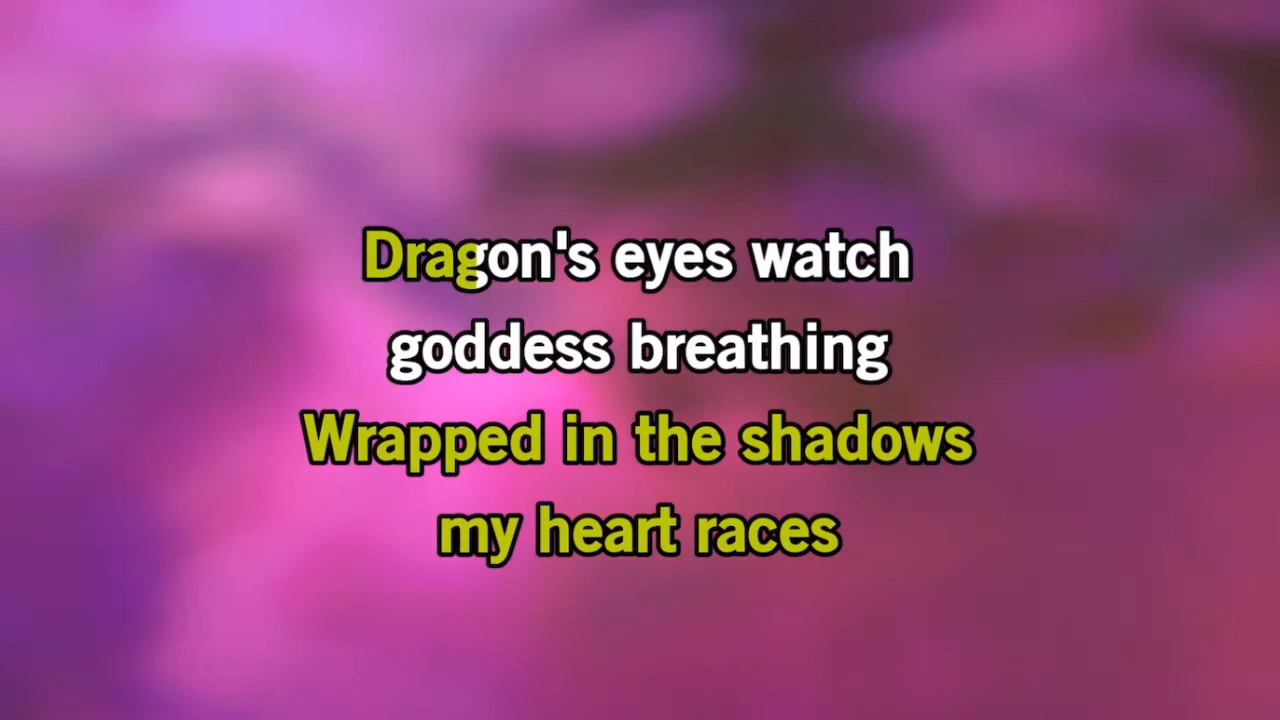 Dragon's eyes watch
goddess breathing
Wrapped in the shadows
my heart races